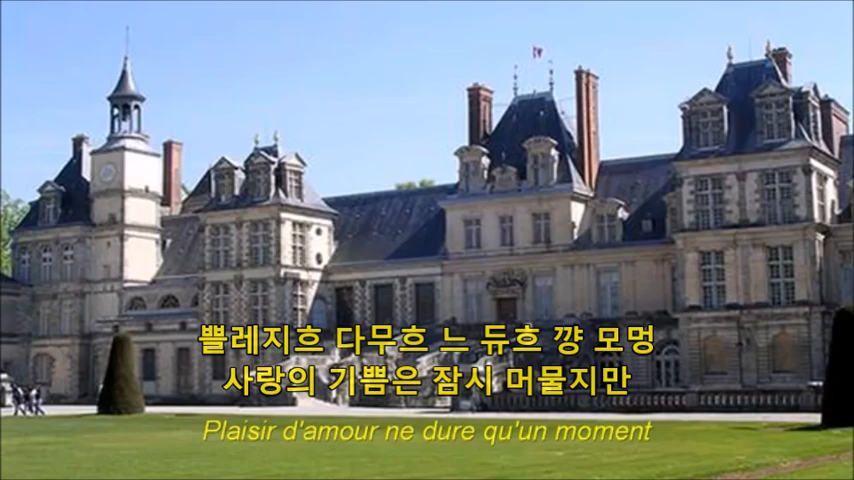 쁠레지흐 다무흐 느 듀흐 꺙 모멍
사랑의 기쁨은 잠시 머물지만
Plaisir d'amour ne dure qu'un moment